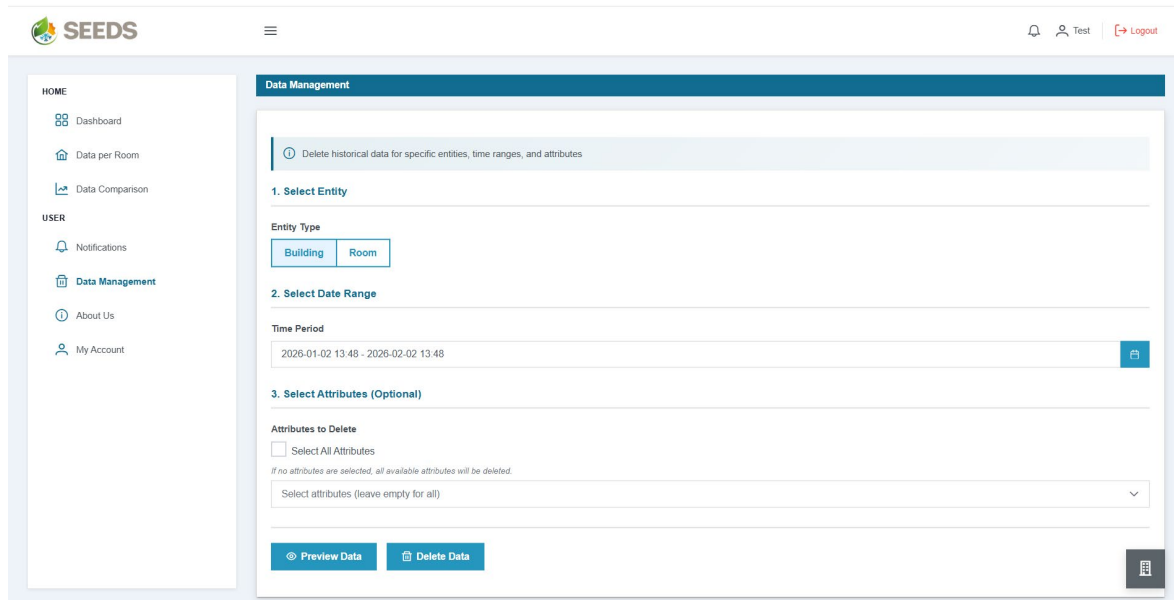 SEEDS
Test
Logout
HOME
Dashboard
Data per Room
Data Comparison
USER
Notifications
Data Management
About Us
My Account
Data Management
Delete historical data for specific entities, time ranges, and attributes
1. Select Entity
Entity Type
Building Room
2. Select Date Range
Time Period
2026-01-02 13:48 - 2026-02-02 13:48
3. Select Attributes (Optional)
Attributes to Delete
Select All Attributes
If no attributes are selected, all available attributes will be deleted.
Select attributes (leave empty for all)
Preview Data Delete Data